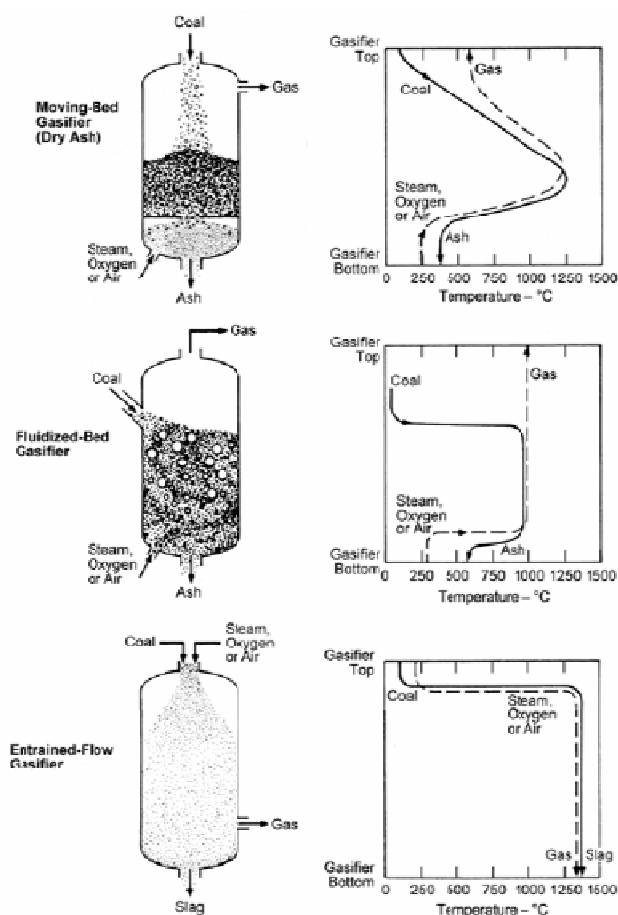 Coal
Gas
Moving-Bed
Gasifier
(Dry Ash)
Steam,
Oxygen
or Air
Ash
Gasifier
Top
Gas
Coal
Steam,
Oxygen
or Air
Ash
Gasifier
Bottom
0 250 500 750 1000 1250 1500
Temperature – °C
Gas
Coal
Fluidized-Bed
Gasifier
Steam,
Oxygen
or Air
Ash
Gasifier
Top
Coal
Gas
Steam,
Oxygen
or Air
Ash
Gasifier
Bottom
0 250 500 750 1000 1250 1500
Temperature – °C
Coal
Steam,
Oxygen
or Air
Entrained-Flow
Gasifier
Gas
Slag
Gasifier
Top
Coal
Steam,
Oxygen
or Air
Gas
Slag
Gasifier
Bottom
0 250 500 750 1000 1250 1500
Temperature – °C